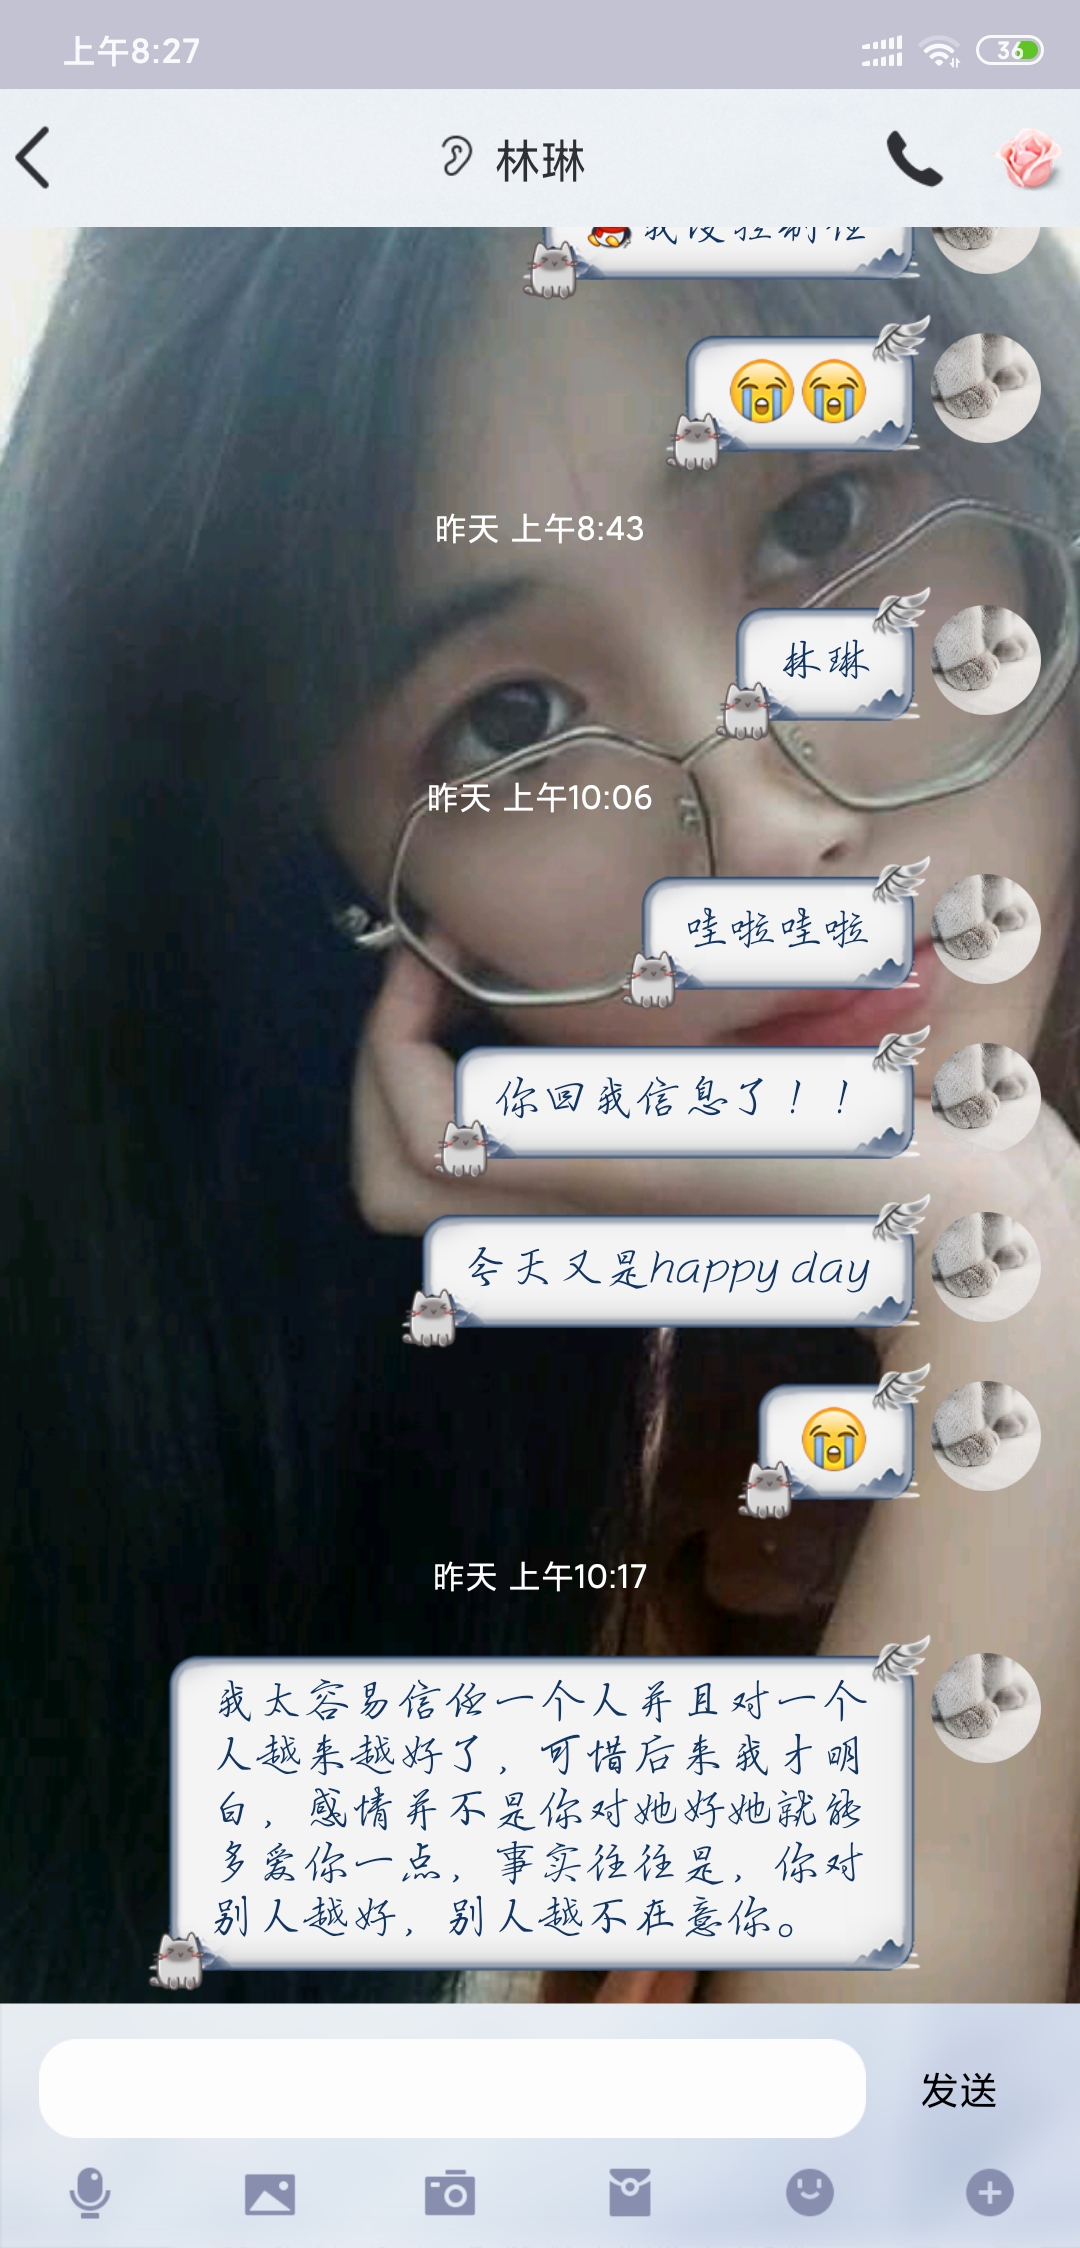 上午8:27
36
林琳
我没控制住
昨天 上午8:43
林琳
昨天 上午10:06
哇啦哇啦
你回我信息了！！
今天又是happy day
昨天 上午10:17
我太容易信任一个人并且对一个
人越来越好了，可惜后来我才明
白，感情并不是你对她好她就能
多爱你一点，事实往往是，你对
别人越好，别人越不在意你。
发送